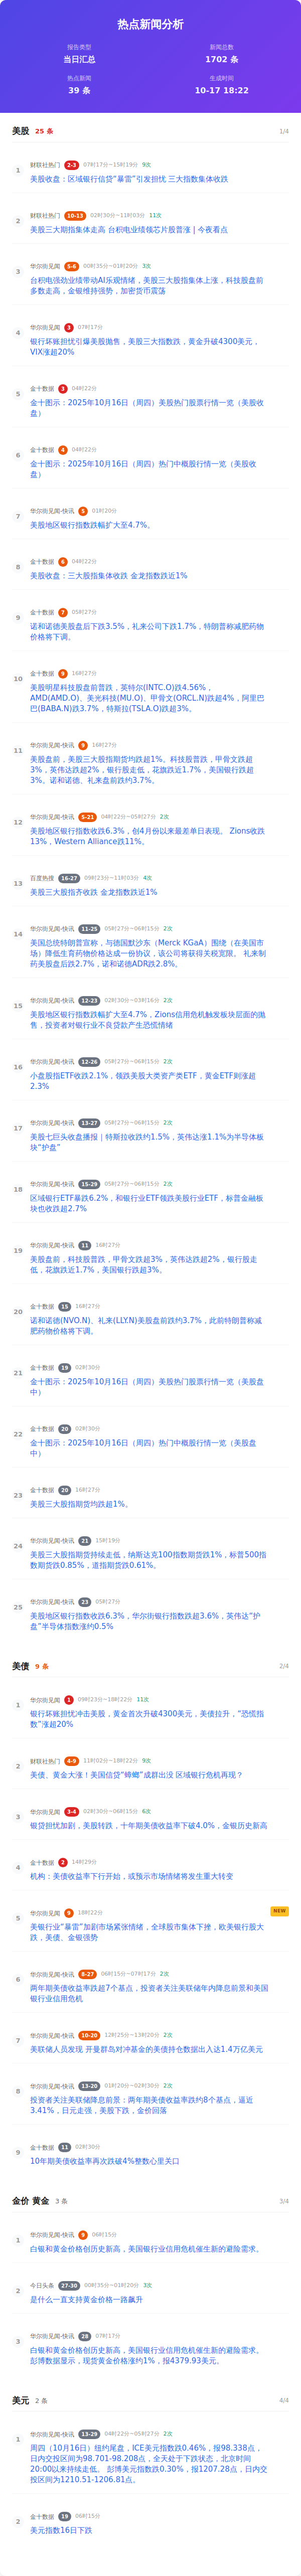 热点新闻分析
报告类型
新闻总数
当日汇总
1702 条
热点新闻
生成时间
39 条
10-17 18:22
美股 25 条 1/4
1
财联社热门 2-3 07时17分~15时19分 9次
美股收盘：区域银行信贷“暴雷”引发担忧 三大指数集体收跌
2
财联社热门 10-13 02时30分~11时03分 11次
美股三大期指集体走高 台积电业绩领芯片股普涨 | 今夜看点
3
华尔街见闻 5-6 00时35分~01时20分 3次
台积电强劲业绩带动AI乐观情绪，美股三大指数集体上涨，科技股盘前
多数走高，金银维持强势，加密货币震荡
4
华尔街见闻 3 07时17分
银行坏账担忧引爆美股抛售，美股三大指数跌，黄金升破4300美元，
VIX涨超20%
5
金十数据 3 04时22分
金十图示：2025年10月16日（周四）美股热门股票行情一览（美股收
盘）
6
金十数据 4 04时22分
金十图示：2025年10月16日（周四）热门中概股行情一览（美股收
盘）
7
华尔街见闻-快讯 5 01时20分
美股地区银行指数跌幅扩大至4.7%。
8
金十数据 6 04时22分
美股收盘：三大股指集体收跌 金龙指数跌近1%
9
金十数据 7 05时27分
诺和诺德美股盘后下跌3.5%，礼来公司下跌1.7%，特朗普称减肥药物
价格将下调。
10
金十数据 9 16时27分
美股明星科技股盘前普跌，英特尔(INTC.O)跌4.56%，
AMD(AMD.O)、美光科技(MU.O)、甲骨文(ORCL.N)跌超4%，阿里巴
巴(BABA.N)跌3.7%，特斯拉(TSLA.O)跌超3%。
11
华尔街见闻-快讯 9 16时27分
美股盘前，美股三大股指期货均跌超1%。科技股普跌，甲骨文跌超
3%，英伟达跌超2%，银行股走低，花旗跌近1.7%，美国银行跌超
3%。诺和诺德、礼来盘前跌约3.7%。
12
华尔街见闻-快讯 5-21 04时22分~05时27分 2次
美股地区银行指数收跌6.3%，创4月份以来最差单日表现。 Zions收跌
13%，Western Alliance跌11%。
13
百度热搜 16-27 09时23分~11时03分 4次
美股三大股指齐收跌 金龙指数跌近1%
14
华尔街见闻-快讯 11-25 05时27分~06时15分 2次
美国总统特朗普宣称，与德国默沙东（Merck KGaA）围绕（在美国市
场）降低生育药物价格达成一份协议，该公司将获得关税宽限。 礼来制
药美股盘后跌2.7%，诺和诺德ADR跌2.8%。
15
华尔街见闻-快讯 12-23 02时30分~03时16分 2次
美股地区银行指数跌幅扩大至4.7%，Zions信用危机触发板块层面的抛
售，投资者对银行业不良贷款产生恐慌情绪
16
华尔街见闻-快讯 12-26 05时27分~06时15分 2次
小盘股指ETF收跌2.1%，领跌美股大类资产类ETF，黄金ETF则涨超
2.3%
17
华尔街见闻-快讯 13-27 05时27分~06时15分 2次
美股七巨头收盘播报｜特斯拉收跌约1.5%，英伟达涨1.1%为半导体板
块“护盘”
18
华尔街见闻-快讯 15-29 05时27分~06时15分 2次
区域银行ETF暴跌6.2%，和银行业ETF领跌美股行业ETF，标普金融板
块也收跌超2.7%
19
华尔街见闻-快讯 11 16时27分
美股盘前，科技股普跌，甲骨文跌超3%，英伟达跌超2%，银行股走
低，花旗跌近1.7%，美国银行跌超3%。
20
金十数据 15 16时27分
诺和诺德(NVO.N)、礼来(LLY.N)美股盘前跌约3.7%，此前特朗普称减
肥药物价格将下调。
21
金十数据 19 02时30分
金十图示：2025年10月16日（周四）美股热门股票行情一览（美股盘
中）
22
金十数据 20 02时30分
金十图示：2025年10月16日（周四）热门中概股行情一览（美股盘
中）
23
金十数据 20 16时27分
美股三大股指期货均跌超1%。
24
华尔街见闻-快讯 21 15时19分
美股三大股指期货持续走低，纳斯达克100指数期货跌1%，标普500指
数期货跌0.85%，道指期货跌0.61%。
25
华尔街见闻-快讯 23 05时27分
美股地区银行指数收跌6.3%，华尔街银行指数跌超3.6%，英伟达“护
盘”半导体指数涨约0.5%
美债 9 条 2/4
1
华尔街见闻 1 09时23分~18时22分 11次
银行坏账担忧冲击美股，黄金首次升破4300美元，美债拉升，“恐慌指
数”涨超20%
2
财联社热门 4-9 11时02分~18时22分 9次
美债、黄金大涨！美国信贷“蟑螂”成群出没 区域银行危机再现？
3
华尔街见闻 3-4 02时30分~06时15分 6次
银贷担忧加剧，美股转跌，十年期美债收益率下破4.0%，金银历史新高
4
金十数据 2 14时29分
机构：美债收益率下行开始，或预示市场情绪将发生重大转变
5
华尔街见闻 9 18时22分 NEW
美银行业“暴雷”加剧市场紧张情绪，全球股市集体下挫，欧美银行股大
跌，美债、金银强势
6
华尔街见闻-快讯 8-27 06时15分~07时17分 2次
两年期美债收益率跌超7个基点，投资者关注美联储年内降息前景和美国
银行业信用危机
7
华尔街见闻-快讯 10-20 12时25分~13时20分 2次
美联储人员发现 开曼群岛对冲基金的美债持仓数据出入达1.4万亿美元
8
华尔街见闻-快讯 13-20 01时20分~02时30分 2次
投资者关注美联储降息前景：两年期美债收益率跌约8个基点，逼近
3.41%，日元走强，美股下跌，金价回落
9
金十数据 11 02时30分
10年期美债收益率再次跌破4%整数心里关口
金价 黄金 3 条 3/4
1
华尔街见闻-快讯 9 06时15分
白银和黄金价格创历史新高，美国银行业信用危机催生新的避险需求。
2
今日头条 27-30 00时35分~01时20分 3次
是什么一直支持黄金价格一路飙升
3
华尔街见闻-快讯 28 07时17分
白银和黄金价格创历史新高，美国银行业信用危机催生新的避险需求。
彭博数据显示，现货黄金价格涨约1%，报4379.93美元。
美元 2 条 4/4
1
华尔街见闻-快讯 13-29 04时22分~05时27分 2次
周四（10月16日）纽约尾盘，ICE美元指数跌0.46%，报98.338点，
日内交投区间为98.701-98.208点，全天处于下跌状态，北京时间
20:00以来持续走低。 彭博美元指数跌0.30%，报1207.28点，日内交
投区间为1210.51-1206.81点。
2
金十数据 19 06时15分
美元指数16日下跌